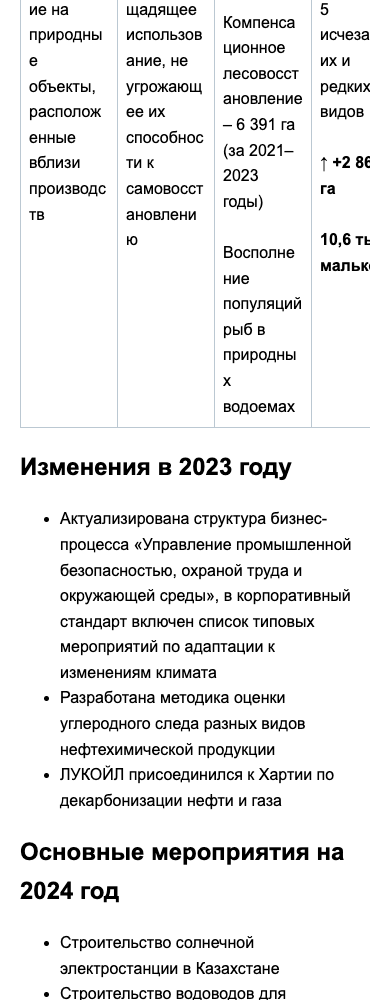 ие на
природны
е
объекты,
располож
енные
вблизи
производс
тв
щадящее
использов
ание, не
угрожающ
ее их
способнос
ти к
самовосст
ановлени
ю
Компенса
ционное
лесовосст
ановление
– 6 391 га
(за 2021–
2023
годы)
Восполне
ние
популяций
рыб в
природны
х
водоемах
5
исчеза
их и
редких
видов
↑ +2 86
га
10,6 ты
мальк
Изменения в 2023 году
• Актуализирована структура бизнес-
процесса «Управление промышленной
безопасностью, охраной труда и
окружающей среды», в корпоративный
стандарт включен список типовых
мероприятий по адаптации к
изменениям климата
• Разработана методика оценки
углеродного следа разных видов
нефтехимической продукции
• ЛУКОЙЛ присоединился к Хартии по
декарбонизации нефти и газа
Основные мероприятия на
2024 год
• Строительство солнечной
электростанции в Казахстане
• Строительство водоводов для